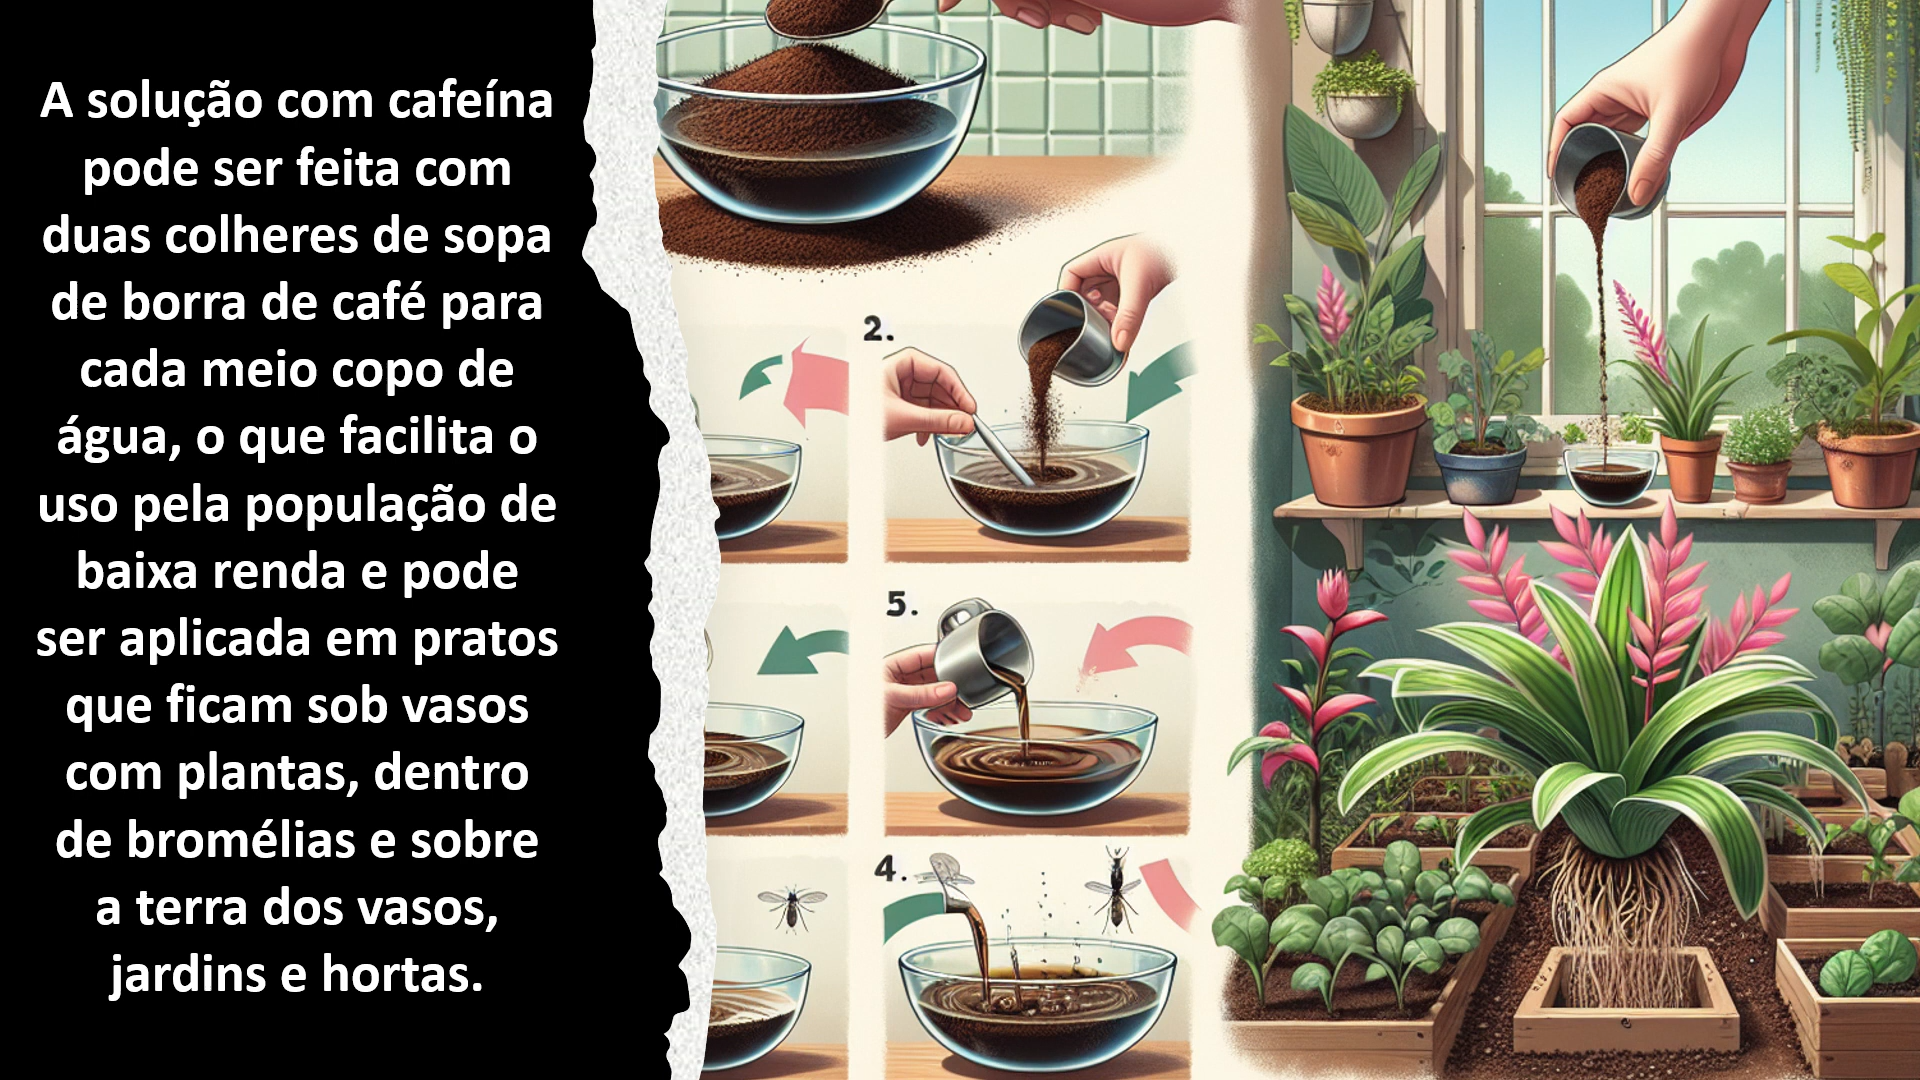 A solução com cafeína
pode ser feita com
duas colheres de sopa
de borra de café para
cada meio copo de
água, o que facilita o
uso pela população de
baixa renda e pode
ser aplicada em pratos
que ficam sob vasos
com plantas, dentro
de bromélias e sobre
a terra dos vasos,
jardins e hortas.
2.
5.
4.